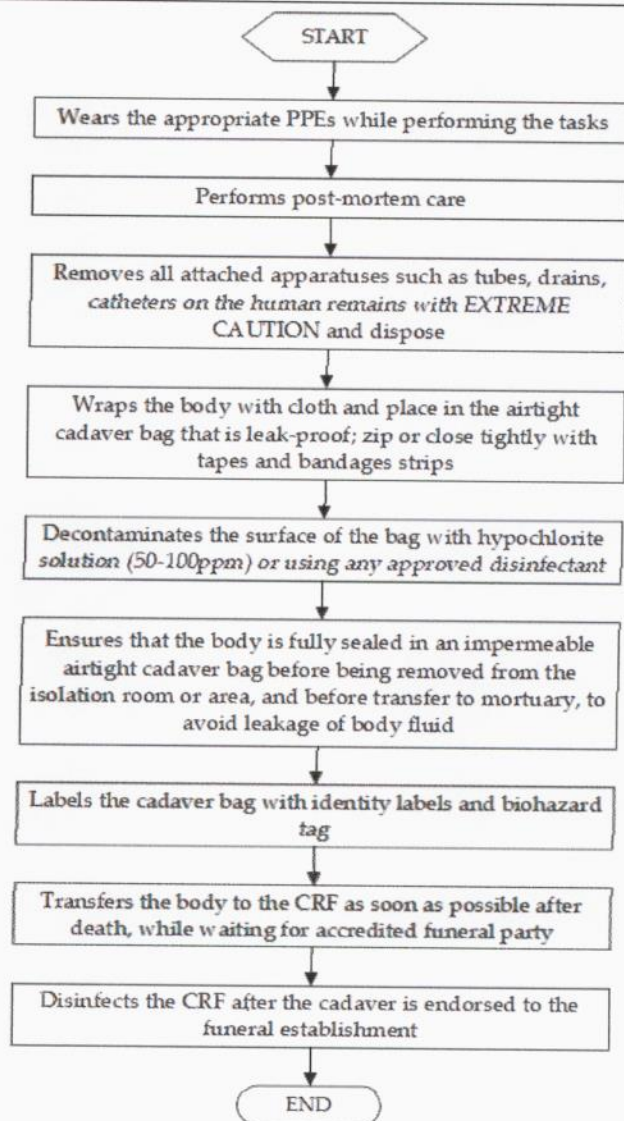 START
Wears the appropriate PPEs while performing the tasks
Performs post-mortem care
Removes all attached apparatuses such as tubes, drains,
catheters on the human remains with EXTREME
CAUTION and dispose
Wraps the body with cloth and place in the airtight
cadaver bag that is leak-proof; zip or close tightly with
tapes and bandages strips
Decontaminates the surface of the bag with hypochlorite
solution (50-100ppm) or using any approved disinfectant
Ensures that the body is fully sealed in an impermeable
airtight cadaver bag before being removed from the
isolation room or area, and before transfer to mortuary, to
avoid leakage of body fluid
Labels the cadaver bag with identity labels and biohazard
tag
Transfers the body to the CRF as soon as possible after
death, while waiting for accredited funeral party
Disinfects the CRF after the cadaver is endorsed to the
funeral establishment
END